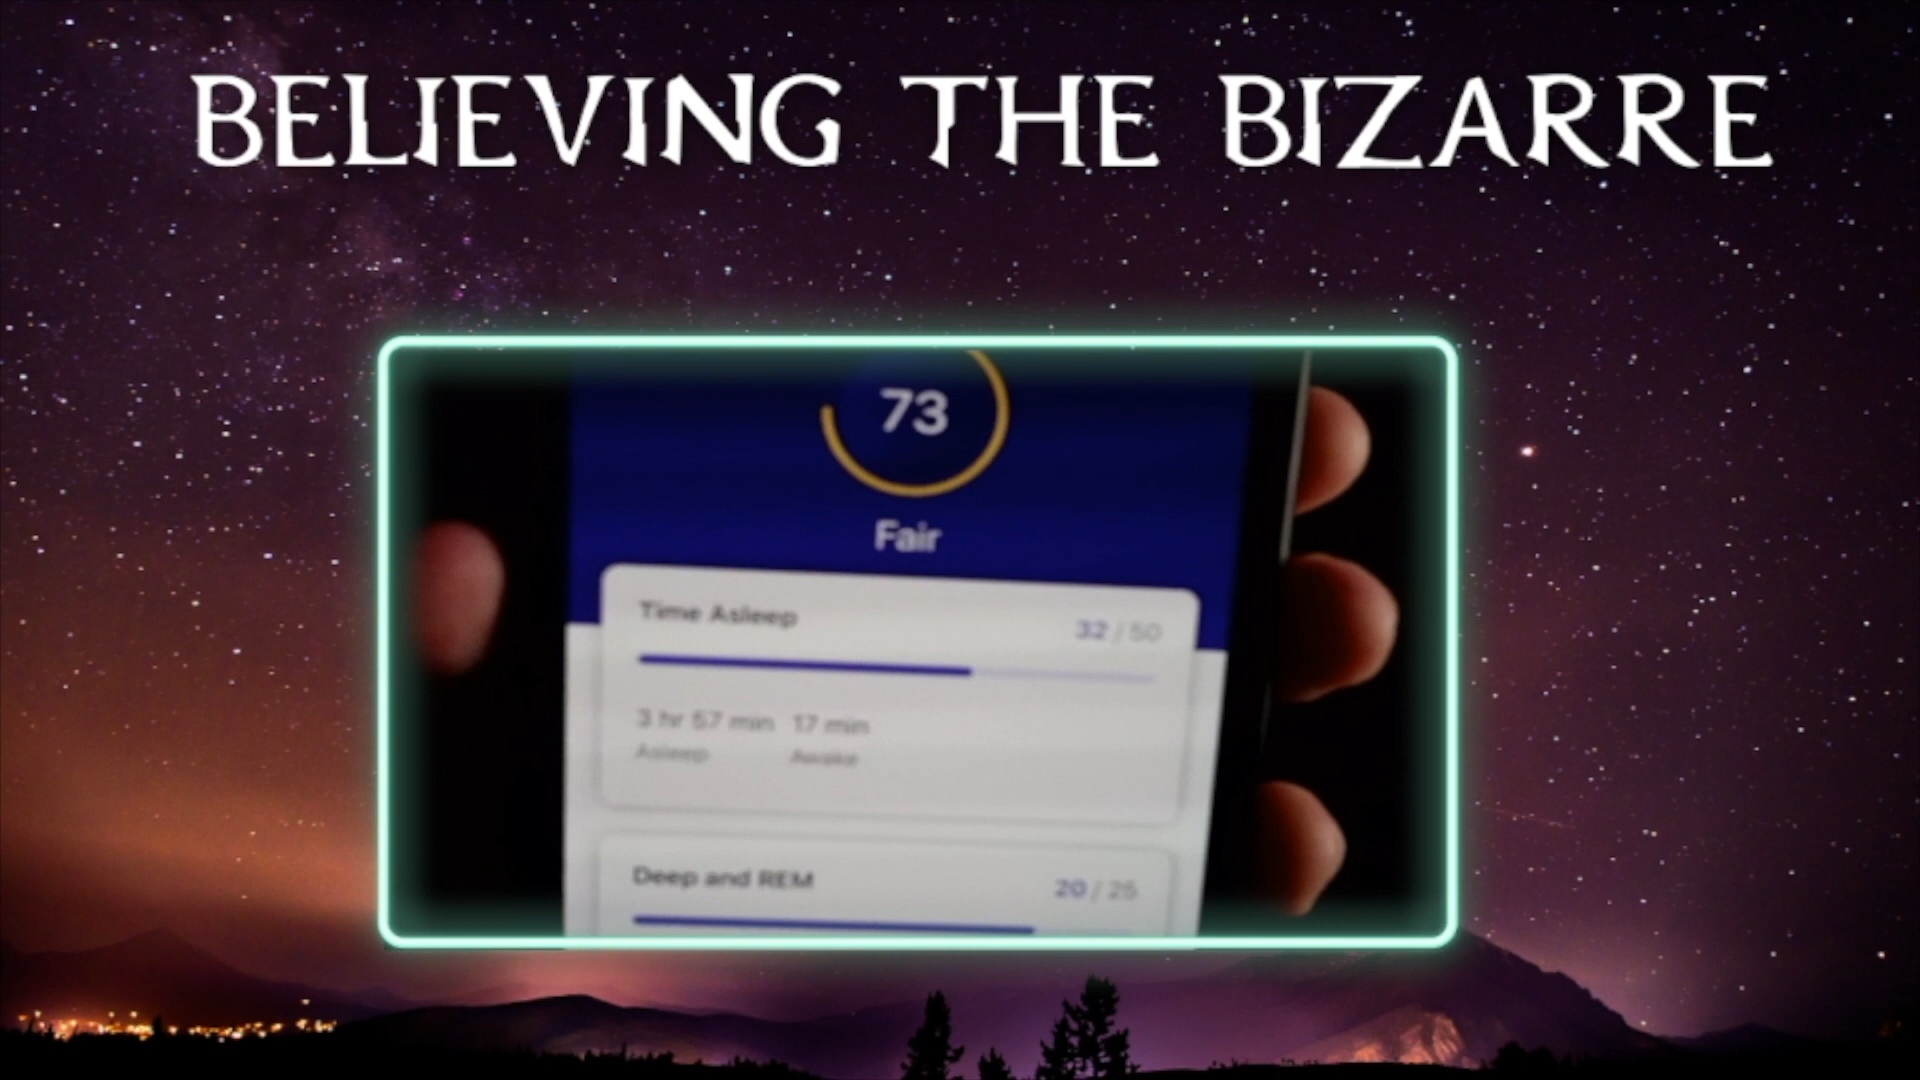 BELIEVING THE BIZARRE
73
Fair
Time Asleep 32 / 50
3 hr 57 min 17 min
Asleep Awake
Deep and REM 20 / 25